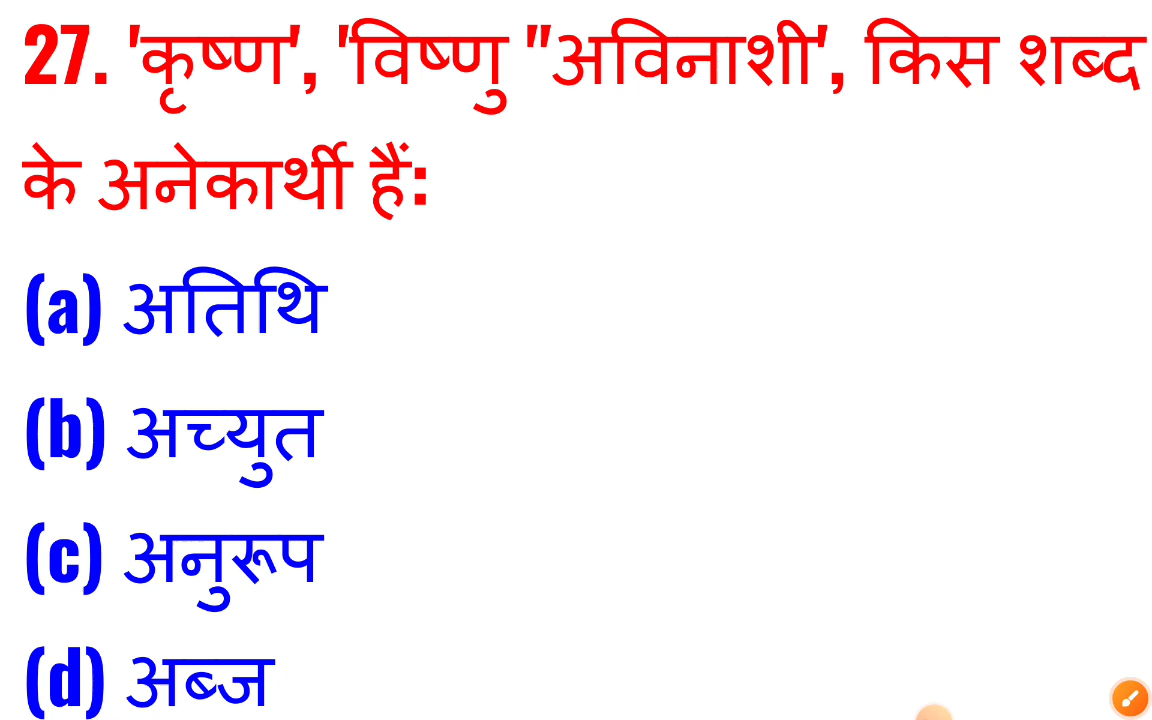 27. 'कृष्ण', 'विष्णु "अविनाशी', किस शब्द
के अनेकार्थी हैं:
(a) अतिथि
(b) अच्युत
(c) अनुरूप
(d) अब्ज